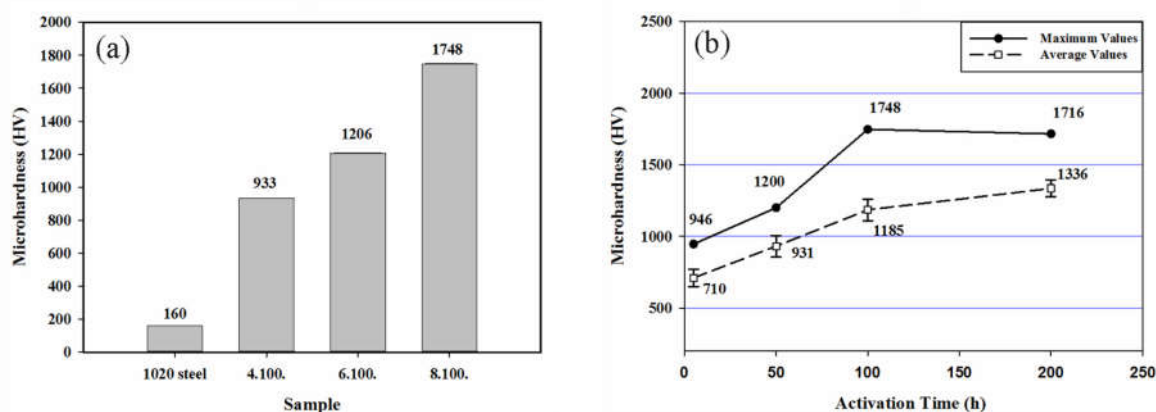 (a)
Microhardness (HV)
2000
1800
1600
1400
1200
1000
800
600
400
200
0
160
933
1206
1748
1020 steel 4.100. 6.100. 8.100.
Sample
(b)
Microhardness (HV)
2500
2000
1500
1000
500
Maximum Values
Average Values
946
1200
1748
1716
710
931
1185
1336
0 50 100 150 200 250
Activation Time (h)